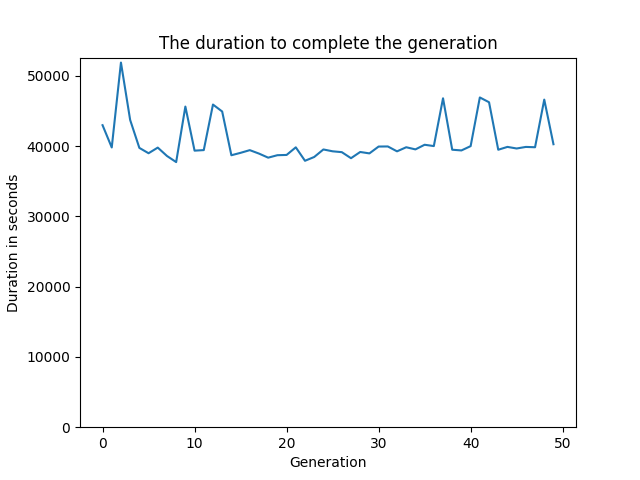 The duration to complete the generation
Duration in seconds
50000
40000
30000
20000
10000
0
0 10 20 30 40 50
Generation